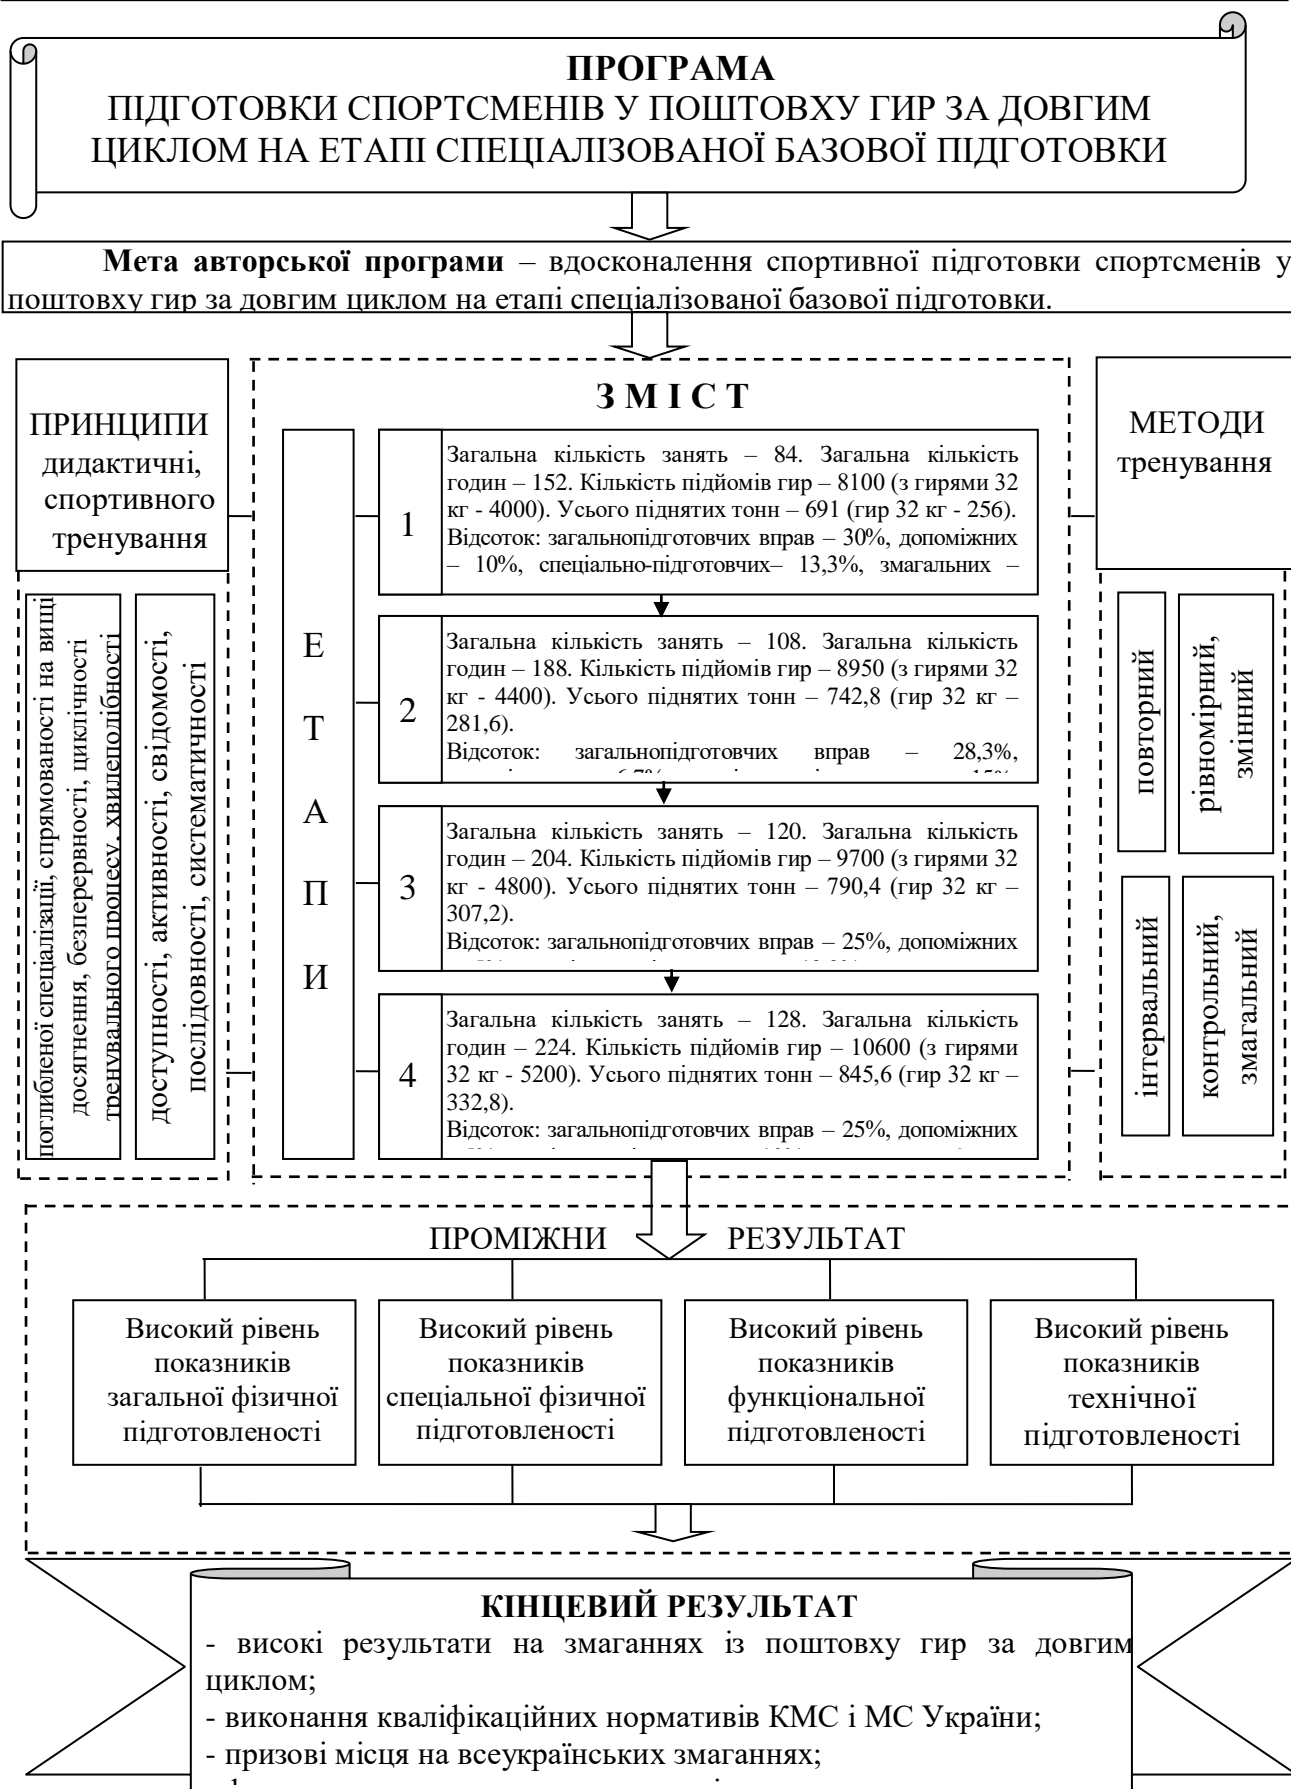 ПРОГРАМА
ПІДГОТОВКИ СПОРТСМЕНІВ У ПОШТОВХУ ГИР ЗА ДОВГИМ
ЦИКЛОМ НА ЕТАПІ СПЕЦІАЛІЗОВАНОЇ БАЗОВОЇ ПІДГОТОВКИ
Мета авторської програми – вдосконалення спортивної підготовки спортсменів у
поштовху гир за довгим циклом на етапі спеціалізованої базової підготовки.
ПРИНЦИПИ
дидактичні,
спортивного
тренування
поглибленої спеціалізації, спрямованості на вищі
досягнення, безперервності, циклічності
тренувального процесу, хвилеподібності
доступності, активності, свідомості,
послідовності, систематичності
З М І С Т
Е
Т
А
П
И
1
Загальна кількість занять – 84. Загальна кількість
годин – 152. Кількість підйомів гир – 8100 (з гирями 32
кг - 4000). Усього піднятих тонн – 691 (гир 32 кг - 256).
Відсоток: загальнопідготовчих вправ – 30%, допоміжних
– 10%, спеціально-підготовчих– 13,3%, змагальних –
2
Загальна кількість занять – 108. Загальна кількість
годин – 188. Кількість підйомів гир – 8950 (з гирями 32
кг - 4400). Усього піднятих тонн – 742,8 (гир 32 кг –
281,6).
Відсоток: загальнопідготовчих вправ – 28,3%,
3
Загальна кількість занять – 120. Загальна кількість
годин – 204. Кількість підйомів гир – 9700 (з гирями 32
кг - 4800). Усього піднятих тонн – 790,4 (гир 32 кг –
307,2).
Відсоток: загальнопідготовчих вправ – 25%, допоміжних
4
Загальна кількість занять – 128. Загальна кількість
годин – 224. Кількість підйомів гир – 10600 (з гирями
32 кг - 5200). Усього піднятих тонн – 845,6 (гир 32 кг –
332,8).
Відсоток: загальнопідготовчих вправ – 25%, допоміжних
МЕТОДИ
тренування
повторний
рівномірний,
змінний
інтервальний
контрольний,
змагальний
ПРОМІЖНИ РЕЗУЛЬТАТ
Високий рівень
показників
загальної фізичної
підготовленості
Високий рівень
показників
спеціальної фізичної
підготовленості
Високий рівень
показників
функціональної
підготовленості
Високий рівень
показників
технічної
підготовленості
КІНЦЕВИЙ РЕЗУЛЬТАТ
- високі результати на змаганнях із поштовху гир за довгим
циклом;
- виконання кваліфікаційних нормативів КМС і МС України;
- призові місця на всеукраїнських змаганнях;